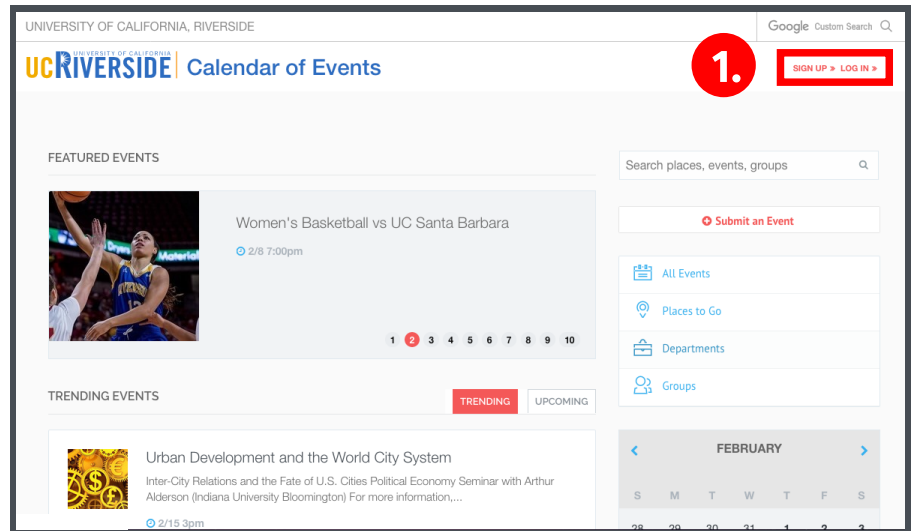 UNIVERSITY OF CALIFORNIA, RIVERSIDE
Google Custom Search
UNIVERSITY OF CALIFORNIA
UCRIVERSIDE Calendar of Events
1.
SIGN UP » LOG IN »
FEATURED EVENTS
Search places, events, groups
Women's Basketball vs UC Santa Barbara
2/8 7:00pm
1 2 3 4 5 6 7 8 9 10
Submit an Event
All Events
Places to Go
Departments
Groups
TRENDING EVENTS
TRENDING UPCOMING
Urban Development and the World City System
Inter-City Relations and the Fate of U.S. Cities Political Economy Seminar with Arthur
Alderson (Indiana University Bloomington) For more information,...
2/15 3pm
FEBRUARY
S M T W T F S
28 29 30 31 1 2 3